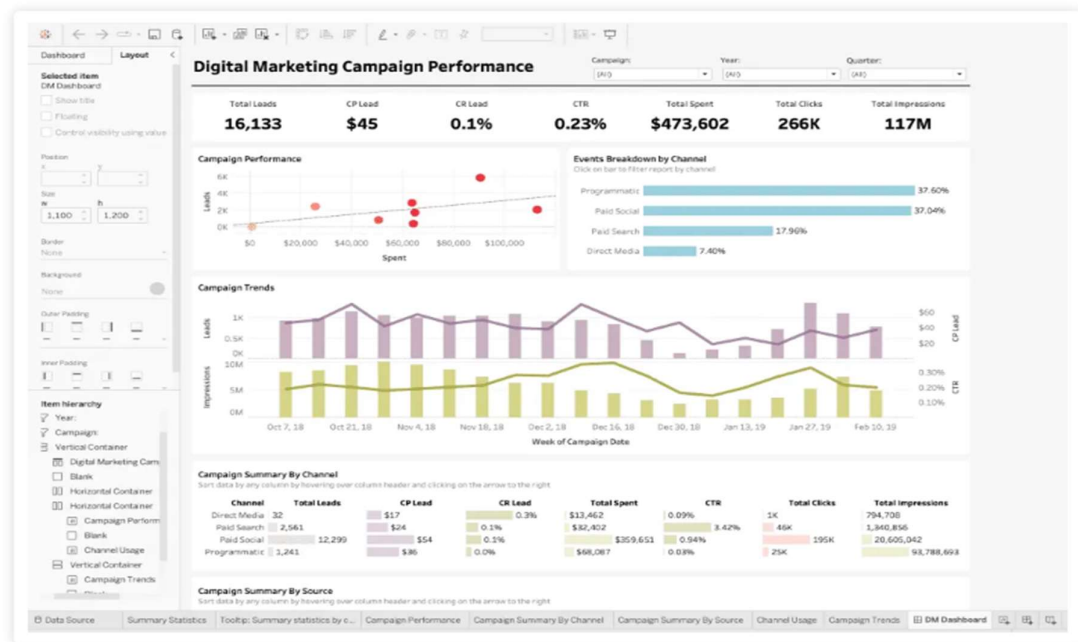 Dashboard Layout
Selected item
DM Dashboard
Show title
Floating
Control visibility using value
Position
x y
Size
w h
1,100 1,200
Border
None
Background
None
Outer Padding
Inner Padding
Item hierarchy
Year:
Campaign:
Vertical Container
Digital Marketing Cam
Blank
Horizontal Container
Horizontal Container
Campaign Perform
Blank
Channel Usage
Vertical Container
Campaign Trends
Digital Marketing Campaign Performance
Campaign: Year: Quarter:
(All) (All) (All)
Total Leads CP Lead CR Lead CTR Total Spent Total Clicks Total Impressions
16,133 $45 0.1% 0.23% $473,602 266K 117M
Campaign Performance
Leads
6K
4K
2K
0K
$0 $20,000 $40,000 $60,000 $80,000 $100,000
Spent
Events Breakdown by Channel
Click on bar to filter report by channel
Programmatic 37.60%
Paid Social 37.04%
Paid Search 17.96%
Direct Media 7.40%
Campaign Trends
Leads
1K
0.5K
0K
$60
$40
$20
CP Lead
Impressions
10M
5M
0M
0.30%
0.20%
0.10%
CTR
Oct 7, 18 Oct 21, 18 Nov 4, 18 Nov 18, 18 Dec 2, 18 Dec 16, 18 Dec 30, 18 Jan 13, 19 Jan 27, 19 Feb 10, 19
Week of Campaign Date
Campaign Summary By Channel
Sort data by any column by hovering over column header and clicking on the arrow to the right
Channel Total Leads CP Lead CR Lead Total Spent CTR Total Clicks Total Impressions
Direct Media 32 $17 0.3% $13,462 0.09% 1K 794,708
Paid Search 2,561 $24 0.1% $32,402 3.42% 46K 1,340,856
Paid Social 12,299 $54 0.1% $359,651 0.94% 195K 20,605,042
Programmatic 1,241 $36 0.0% $68,087 0.03% 25K 93,788,693
Campaign Summary By Source
Sort data by any column by hovering over column header and clicking on the arrow to the right
Data Source Summary Statistics Tooltip: Summary statistics by c... Campaign Performance Campaign Summary By Channel Campaign Summary By Source Channel Usage Campaign Trends DM Dashboard